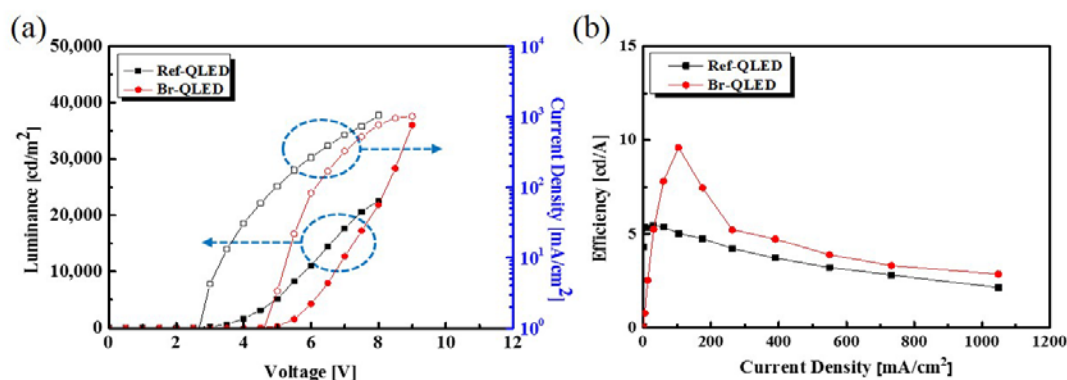 (a)
50,000
40,000
30,000
20,000
10,000
0
Luminance [cd/m²]
Ref-QLED
Br-QLED
10⁴
10³
10²
10¹
10⁰
Current Density [mA/cm²]
0 2 4 6 8 10 12
Voltage [V]
(b)
15
10
5
0
Efficiency [cd/A]
Ref-QLED
Br-QLED
0 200 400 600 800 1000 1200
Current Density [mA/cm²]